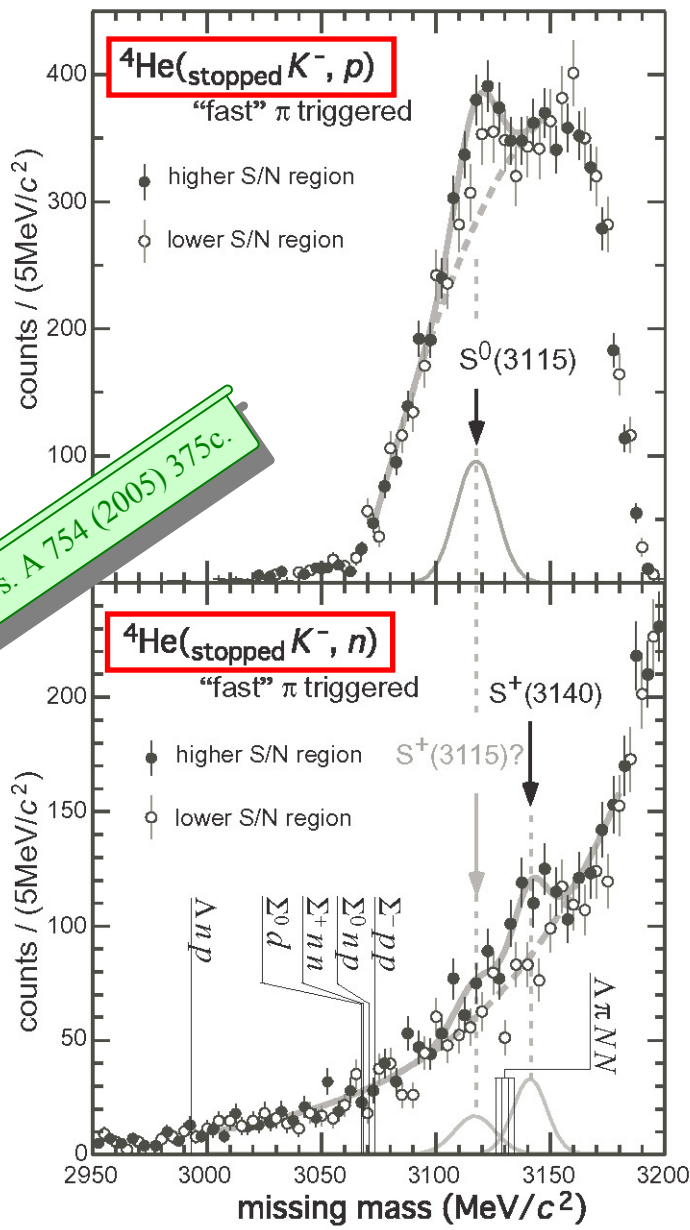 400
300
200
100
counts / (5MeV/c²)
⁴He(stopped K⁻, p)
"fast" π triggered
higher S/N region
lower S/N region
S⁰(3115)
s. A 754 (2005) 375c.
200
150
100
50
0
counts / (5MeV/c²)
⁴He(stopped K⁻, n)
"fast" π triggered
S⁺(3140)
higher S/N region
S⁺(3115)?
lower S/N region
Λnp
Σ⁰d
Σ⁺nn
Σ⁰np
Σ⁻pp
ΛπNN
2950 3000 3050 3100 3150 3200
missing mass (MeV/c²)